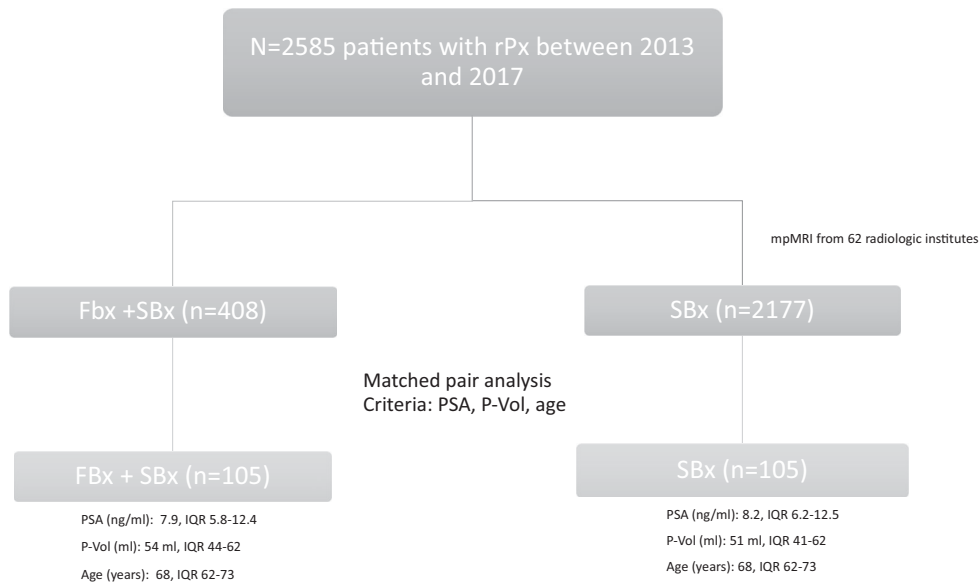 N=2585 patients with rPx between 2013
and 2017
mpMRI from 62 radiologic institutes
Fbx +SBx (n=408)
SBx (n=2177)
Matched pair analysis
Criteria: PSA, P-Vol, age
FBx + SBx (n=105)
SBx (n=105)
PSA (ng/ml): 7.9, IQR 5.8-12.4
P-Vol (ml): 54 ml, IQR 44-62
Age (years): 68, IQR 62-73
PSA (ng/ml): 8.2, IQR 6.2-12.5
P-Vol (ml): 51 ml, IQR 41-62
Age (years): 68, IQR 62-73